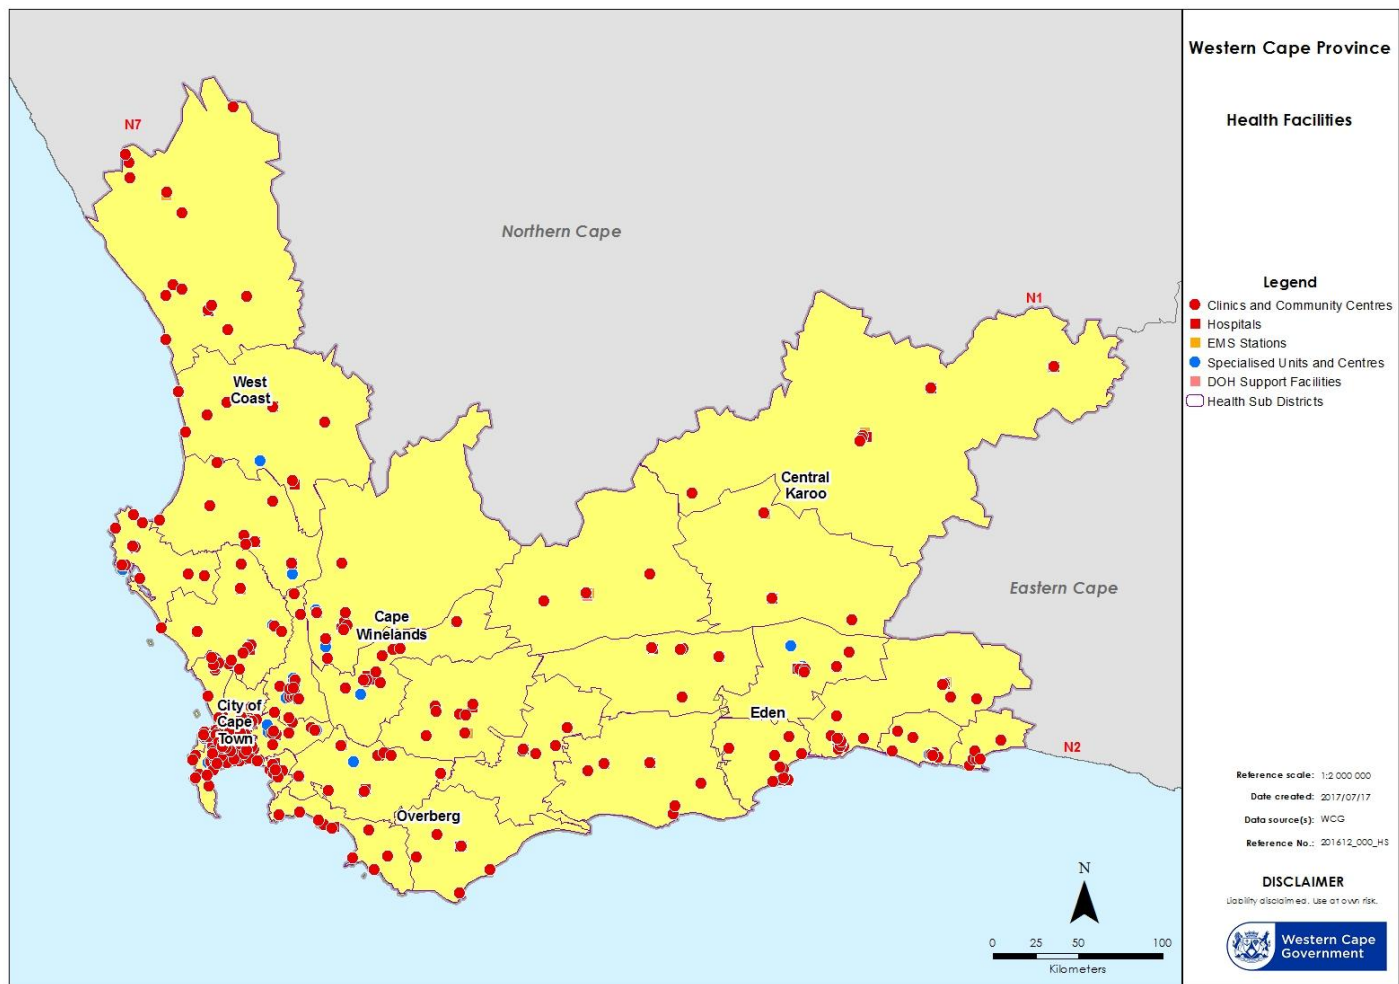 Western Cape Province
Health Facilities
N7
Northern Cape
N1
Legend
Clinics and Community Centres
Hospitals
EMS Stations
Specialised Units and Centres
DOH Support Facilities
Health Sub Districts
West
Coast
Central
Karoo
Eastern Cape
Cape
Winelands
City of
Cape
Town
Eden
N2
Overberg
Reference scale: 1:2 000 000
Date created: 2017/07/17
Data source(s): WCG
Reference No.: 201612_000_HS
N
DISCLAIMER
Liability disclaimed. Use at own risk.
0 25 50 100
Kilometers
Western Cape
Government